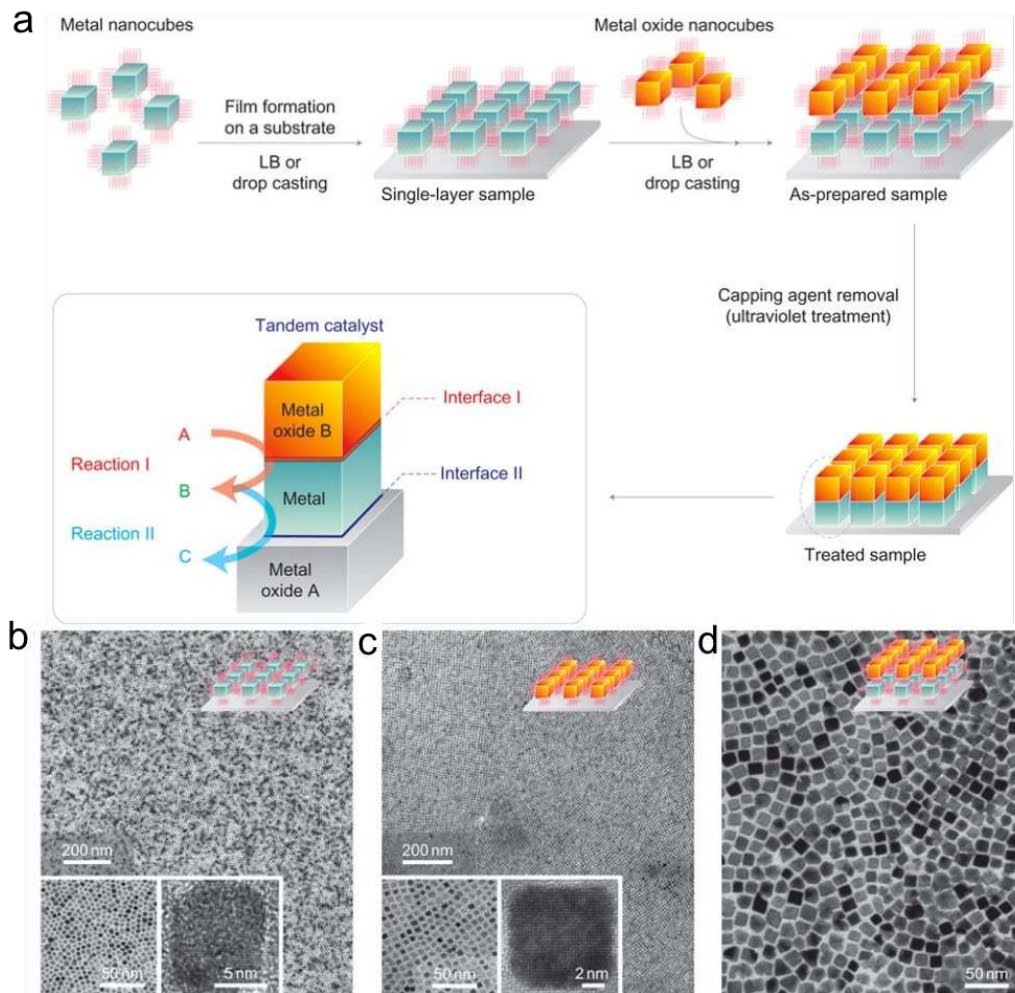 a
Metal nanocubes
Metal oxide nanocubes
Film formation
on a substrate
LB or
drop casting
Single-layer sample
LB or
drop casting
As-prepared sample
Capping agent removal
(ultraviolet treatment)
Tandem catalyst
Metal
oxide B
Interface I
A
Reaction I
B
Metal
Interface II
Reaction II
C
Metal
oxide A
Treated sample
b
200 nm
50 nm
5 nm
c
200 nm
50 nm
2 nm
d
50 nm